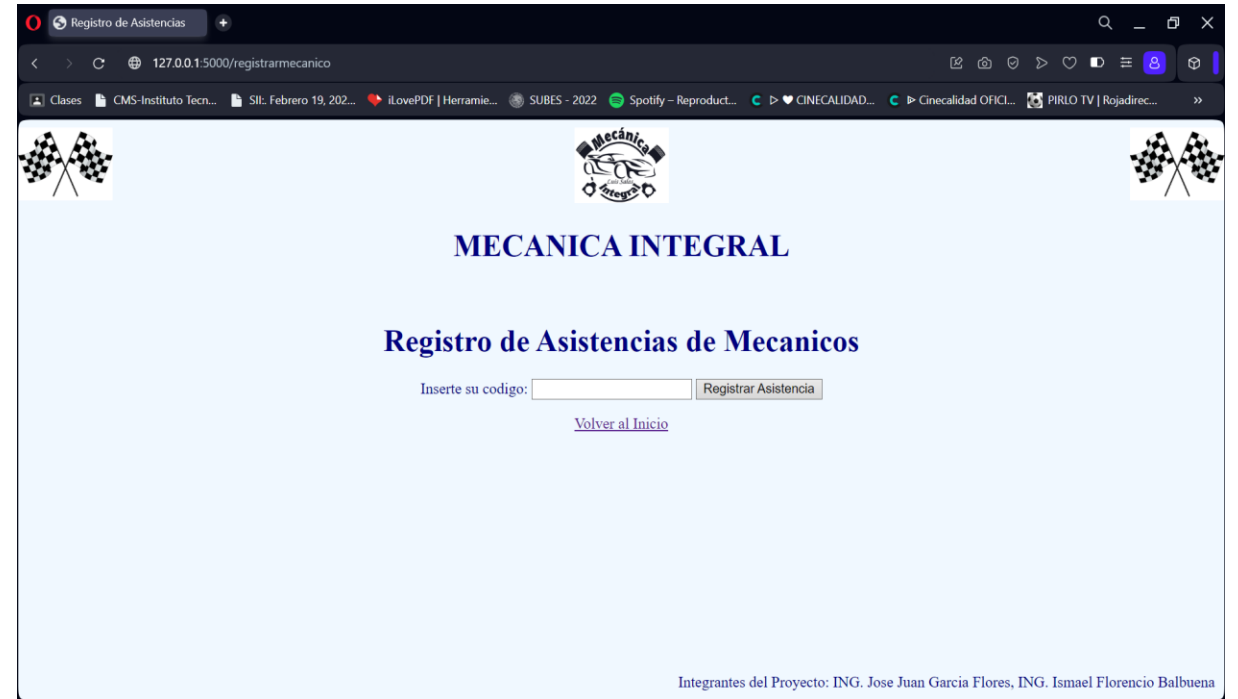 Registro de Asistencias
127.0.0.1:5000/registrarmecanico
Clases CMS-Instituto Tecn... SII:. Febrero 19, 202... iLovePDF | Herramie... SUBES - 2022 Spotify – Reproduct... CINECALIDAD... Cinecalidad OFICI... PIRLO TV | Rojadirec... »
Mecánica
Integral
MECANICA INTEGRAL
Registro de Asistencias de Mecanicos
Inserte su codigo: Registrar Asistencia
Volver al Inicio
Integrantes del Proyecto: ING. Jose Juan Garcia Flores, ING. Ismael Florencio Balbuena